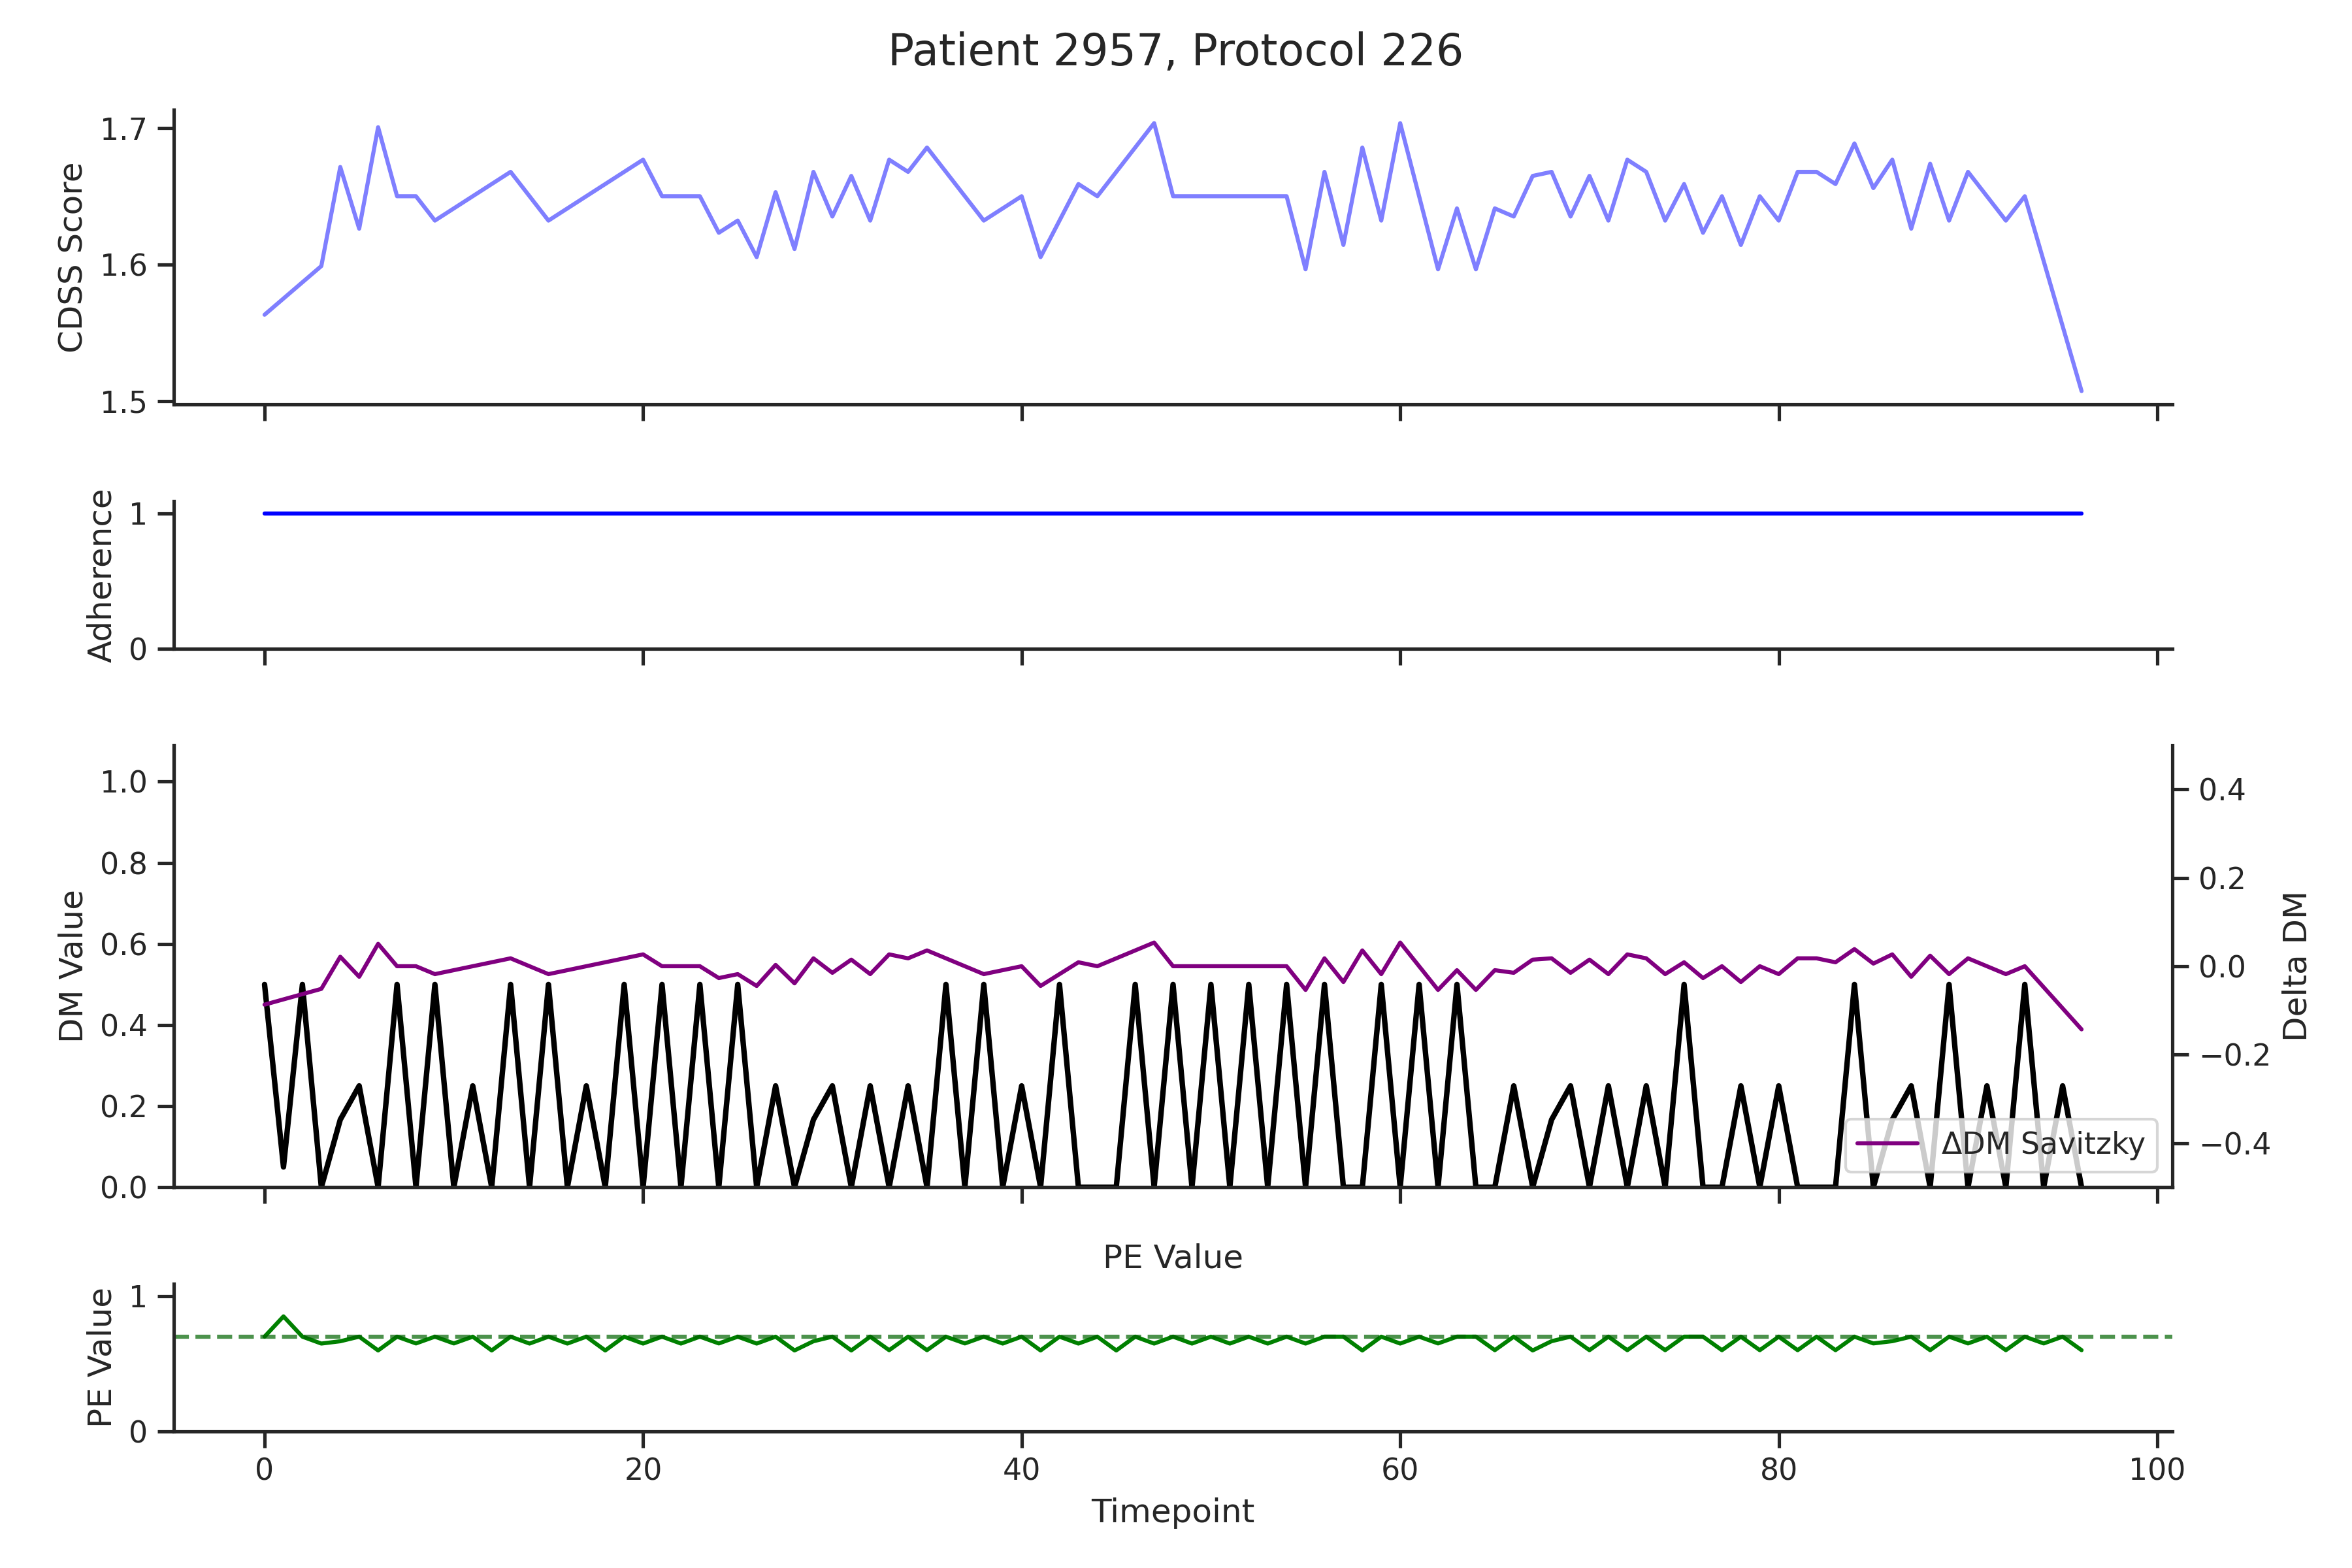 Patient 2957, Protocol 226
CDSS Score
1.7
1.6
1.5
Adherence
1
0
DM Value
1.0
0.8
0.6
0.4
0.2
0.0
0.4
0.2
0.0
−0.2
−0.4
Delta DM
ΔDM Savitzky
PE Value
PE Value
1
0
0 20 40 60 80 100
Timepoint